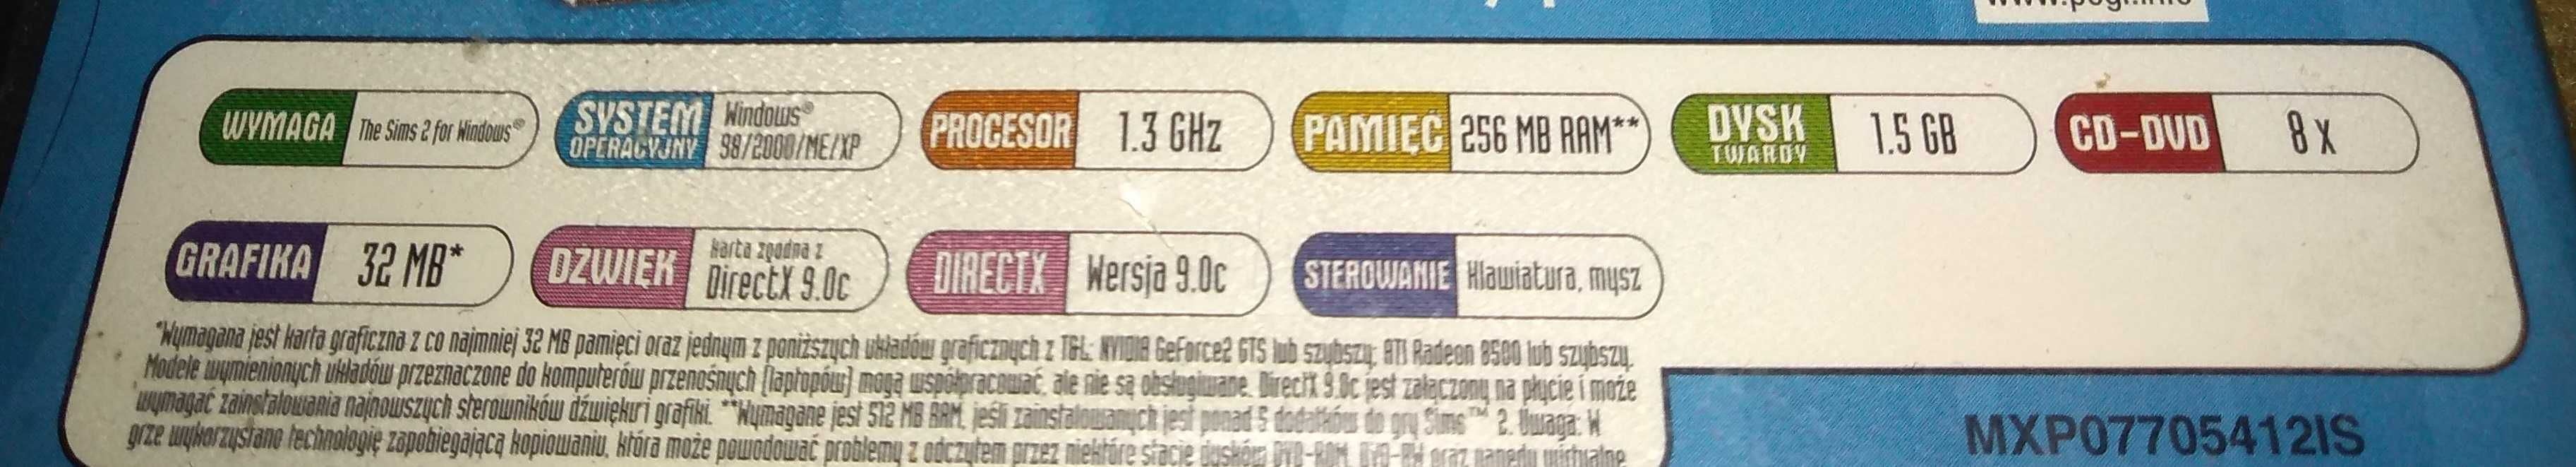 WYMAGA The Sims 2 for Windows®
SYSTEM OPERACYJNY Windows® 98/2000/ME/XP
PROCESOR 1.3 GHz
PAMIĘĆ 256 MB RAM**
DYSK TWARDY 1.5 GB
CD-DVD 8 x
GRAFIKA 32 MB*
DŹWIĘK Karta zgodna z DirectX 9.0c
DIRECTX Wersja 9.0c
STEROWANIE Klawiatura, mysz
*Wymagana jest karta graficzna z co najmniej 32 MB pamięci oraz jednym z poniższych układów graficznych z T&L: NVIDIA GeForce2 GTS lub szybszy; ATI Radeon 8500 lub szybszy.
Modele wymienionych układów przeznaczone do komputerów przenośnych (laptopów) mogą współpracować, ale nie są obsługiwane. DirectX 9.0c jest załączony na płycie i może
wymagać zainstalowania najnowszych sterowników dźwięku i grafiki. **Wymagane jest 512 MB RAM, jeśli zainstalowanych jest ponad 5 dodatków do gry Sims™ 2. Uwaga: W
grze wykorzystano technologię zapobiegającą kopiowaniu, która może powodować problemy z odczytem przez niektóre stacje dysków DVD-ROM, DVD-RW oraz napędy wirtualne
MXP07705412IS